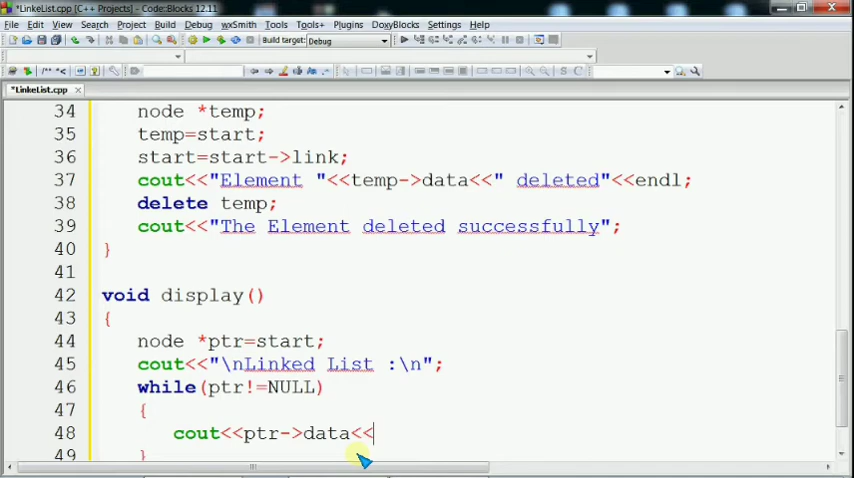 *LinkeList.cpp [C++ Projects] - Code::Blocks 12.11
File Edit View Search Project Build Debug wxSmith Tools Tools+ Plugins DoxyBlocks Settings Help
Build target: Debug
/** *<
S C
*LinkeList.cpp
34 node *temp;
35 temp=start;
36 start=start->link;
37 cout<<"Element "<<temp->data<<" deleted"<<endl;
38 delete temp;
39 cout<<"The Element deleted successfully";
40 }
41
42 void display()
43 {
44 node *ptr=start;
45 cout<<"\nLinked List :\n";
46 while(ptr!=NULL)
47 {
48 cout<<ptr->data<<
49 }